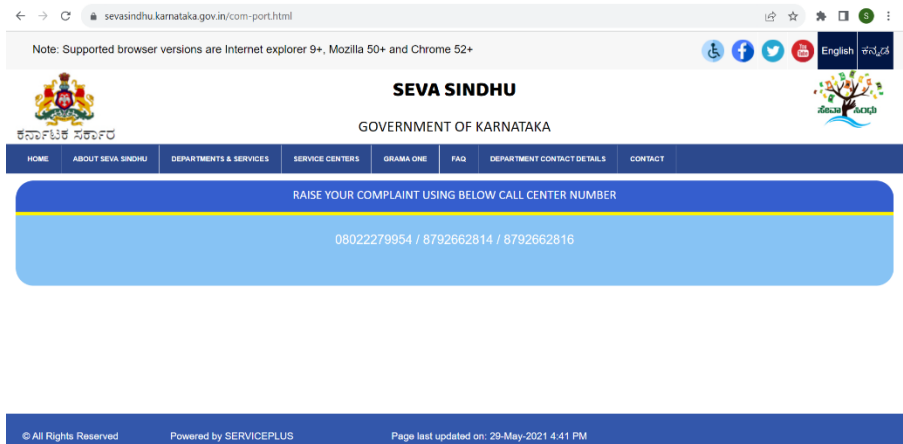 sevasindhu.karnataka.gov.in/com-port.html
S
Note: Supported browser versions are Internet explorer 9+, Mozilla 50+ and Chrome 52+
You Tube
English ಕನ್ನಡ
SEVA SINDHU
GOVERNMENT OF KARNATAKA
ಕರ್ನಾಟಕ ಸರ್ಕಾರ
ಸೇವಾ ಸಿಂಧು
HOME ABOUT SEVA SINDHU DEPARTMENTS & SERVICES SERVICE CENTERS GRAMA ONE FAQ DEPARTMENT CONTACT DETAILS CONTACT
RAISE YOUR COMPLAINT USING BELOW CALL CENTER NUMBER
08022279954 / 8792662814 / 8792662816
© All Rights Reserved Powered by SERVICEPLUS Page last updated on: 29-May-2021 4:41 PM